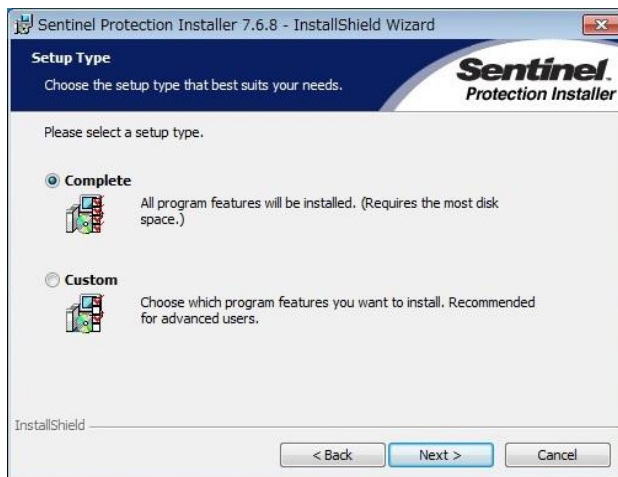 Sentinel Protection Installer 7.6.8 - InstallShield Wizard
Setup Type
Choose the setup type that best suits your needs.
Sentinel.
Protection Installer
Please select a setup type.
Complete
All program features will be installed. (Requires the most disk
space.)
Custom
Choose which program features you want to install. Recommended
for advanced users.
InstallShield
< Back
Next >
Cancel